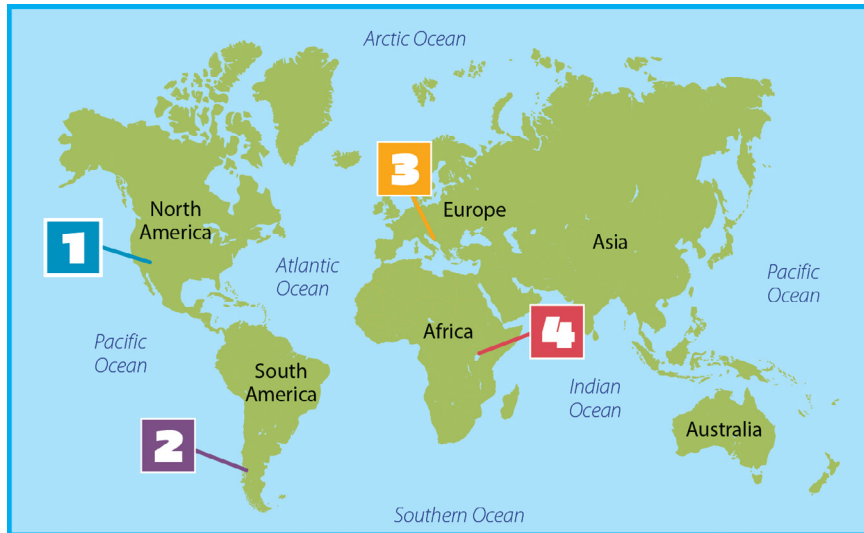 Arctic Ocean
3
North
America
Europe
1
Asia
Atlantic
Ocean
Pacific
Ocean
Africa
4
Pacific
Ocean
South
America
Indian
Ocean
Australia
2
Southern Ocean